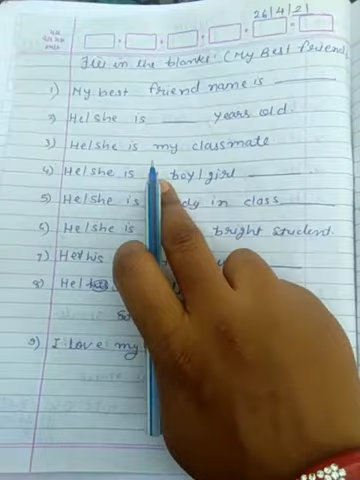 26/4/21
Fill in the blanks (My Best friend)
1) My best friend name is
2) He/she is ____ years old.
3) He/she is my classmate
4) He/she is boy/girl
5) He/she is in class
6) He/she is bright student.
7)
8) He/
9) I love my